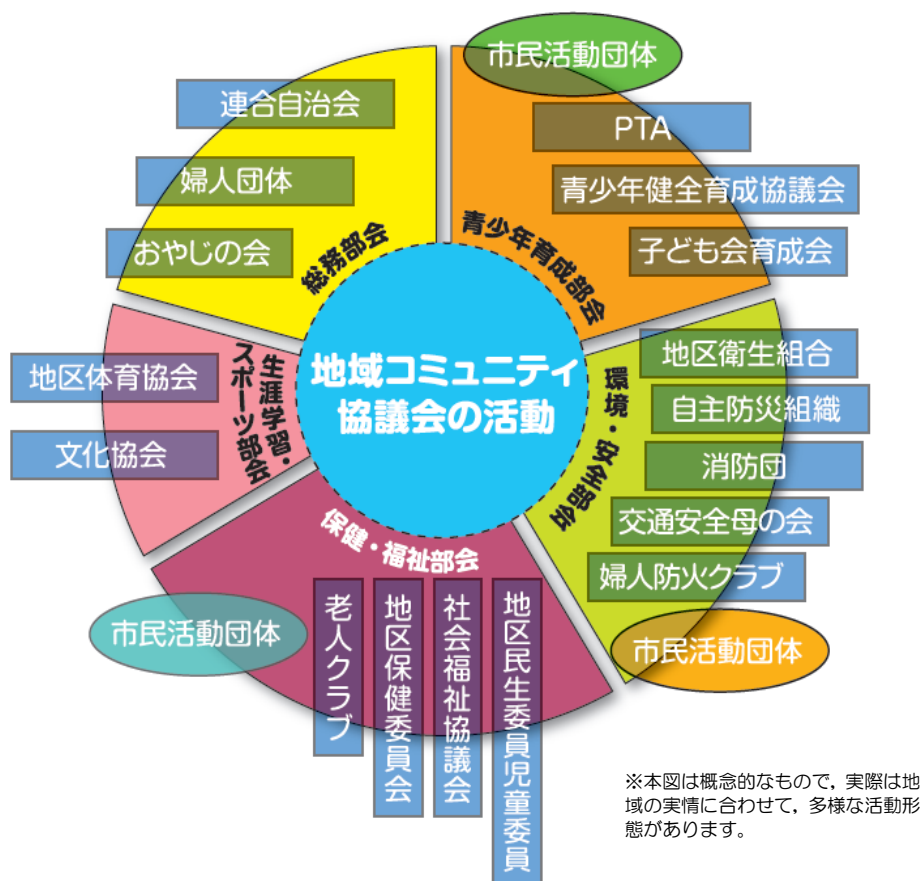 市民活動団体
連合自治会
婦人団体
おやじの会
総務部会
PTA
青少年健全育成協議会
子ども会育成会
青少年育成部会
地域コミュニティ
協議会の活動
地区体育協会
文化協会
生涯学習・
スポーツ部会
地区衛生組合
自主防災組織
消防団
交通安全母の会
婦人防火クラブ
環境・安全部会
市民活動団体
保健・福祉部会
老人クラブ
地区保健委員会
社会福祉協議会
地区民生委員児童委員
市民活動団体
※本図は概念的なもので，実際は地
域の実情に合わせて，多様な活動形
態があります。